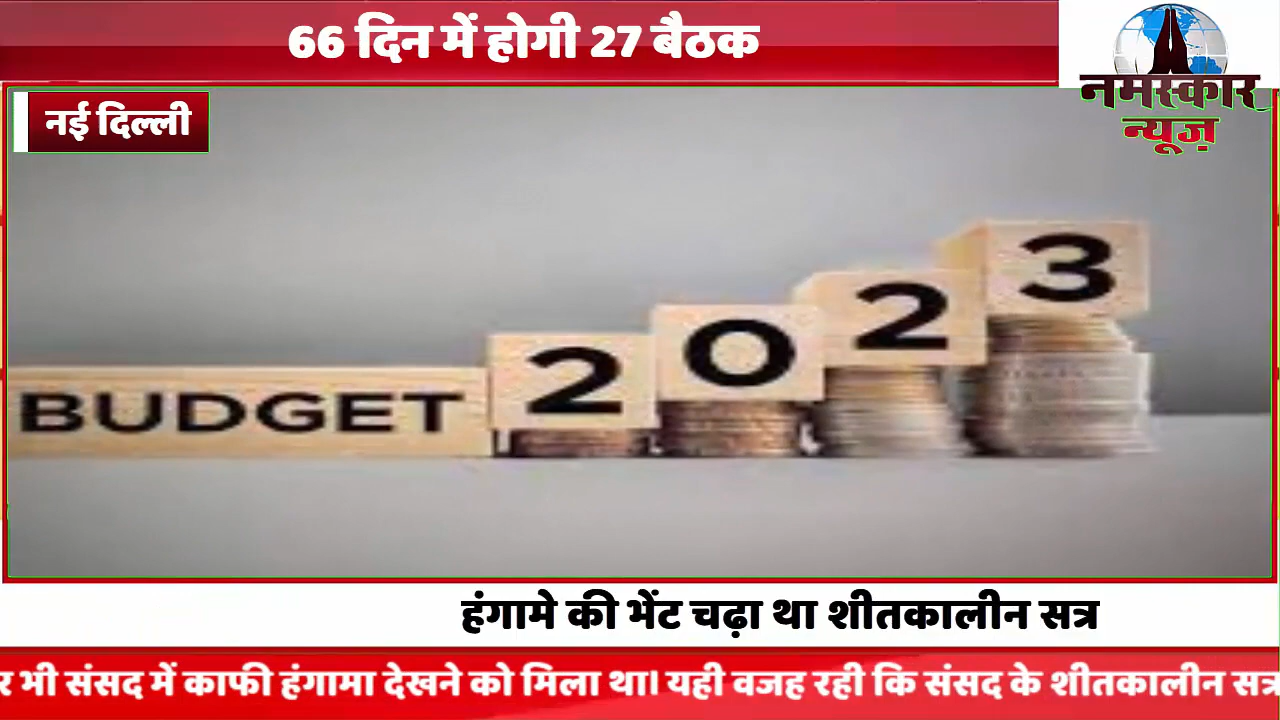 66 दिन में होगी 27 बैठक
नमस्कार
न्यूज़
नई दिल्ली
BUDGET 2023
हंगामे की भेंट चढ़ा था शीतकालीन सत्र
र भी संसद में काफी हंगामा देखने को मिला था। यही वजह रही कि संसद के शीतकालीन सत्र